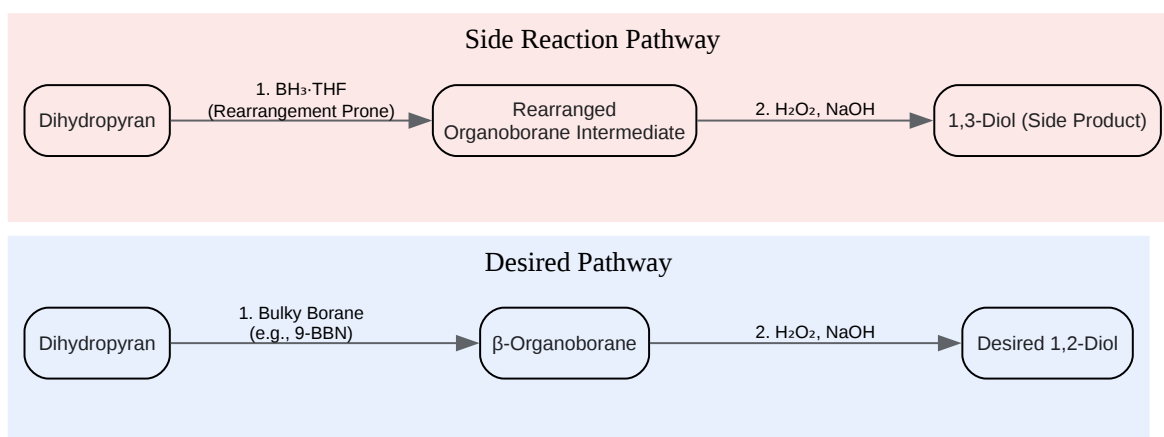 Side Reaction Pathway
Dihydropyran
1. BH₃·THF
(Rearrangement Prone)
Rearranged
Organoborane Intermediate
2. H₂O₂, NaOH
1,3-Diol (Side Product)
Desired Pathway
Dihydropyran
1. Bulky Borane
(e.g., 9-BBN)
β-Organoborane
2. H₂O₂, NaOH
Desired 1,2-Diol